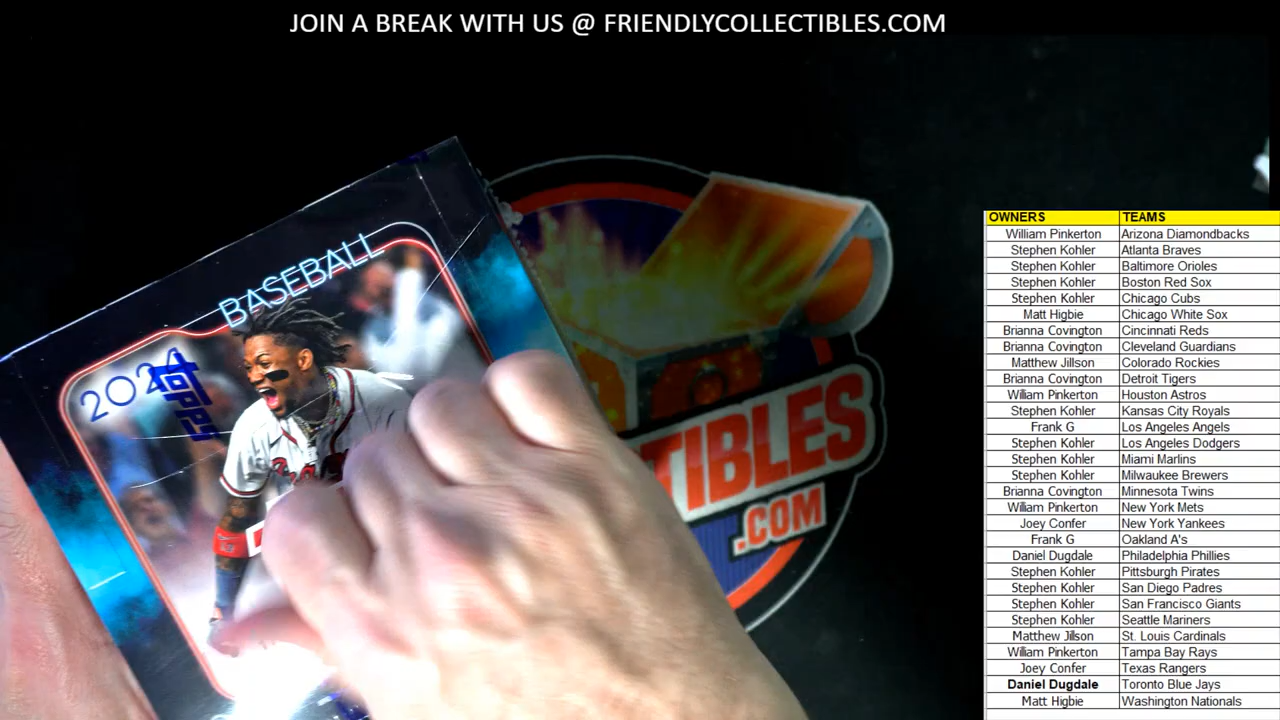 JOIN A BREAK WITH US @ FRIENDLYCOLLECTIBLES.COM
BASEBALL
2024
topps
TIBLES
.COM
OWNERS TEAMS
William Pinkerton Arizona Diamondbacks
Stephen Kohler Atlanta Braves
Stephen Kohler Baltimore Orioles
Stephen Kohler Boston Red Sox
Stephen Kohler Chicago Cubs
Matt Higbie Chicago White Sox
Brianna Covington Cincinnati Reds
Brianna Covington Cleveland Guardians
Matthew Jillson Colorado Rockies
Brianna Covington Detroit Tigers
William Pinkerton Houston Astros
Stephen Kohler Kansas City Royals
Frank G Los Angeles Angels
Stephen Kohler Los Angeles Dodgers
Stephen Kohler Miami Marlins
Stephen Kohler Milwaukee Brewers
Brianna Covington Minnesota Twins
William Pinkerton New York Mets
Joey Confer New York Yankees
Frank G Oakland A's
Daniel Dugdale Philadelphia Phillies
Stephen Kohler Pittsburgh Pirates
Stephen Kohler San Diego Padres
Stephen Kohler San Francisco Giants
Stephen Kohler Seattle Mariners
Matthew Jillson St. Louis Cardinals
William Pinkerton Tampa Bay Rays
Joey Confer Texas Rangers
Daniel Dugdale Toronto Blue Jays
Matt Higbie Washington Nationals